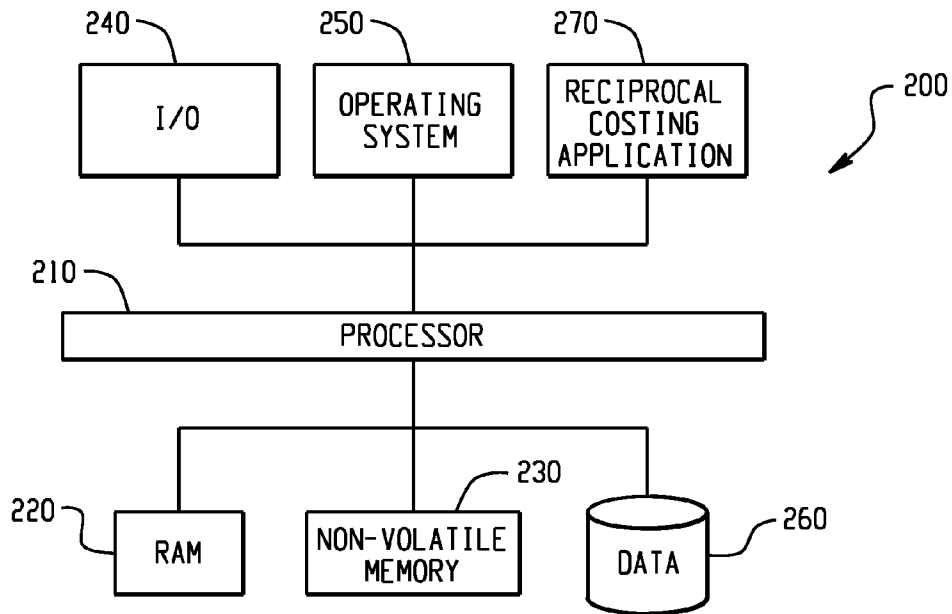 240
250
270
200
I/O
OPERATING
SYSTEM
RECIPROCAL
COSTING
APPLICATION
210
PROCESSOR
230
220
260
RAM
NON-VOLATILE
MEMORY
DATA